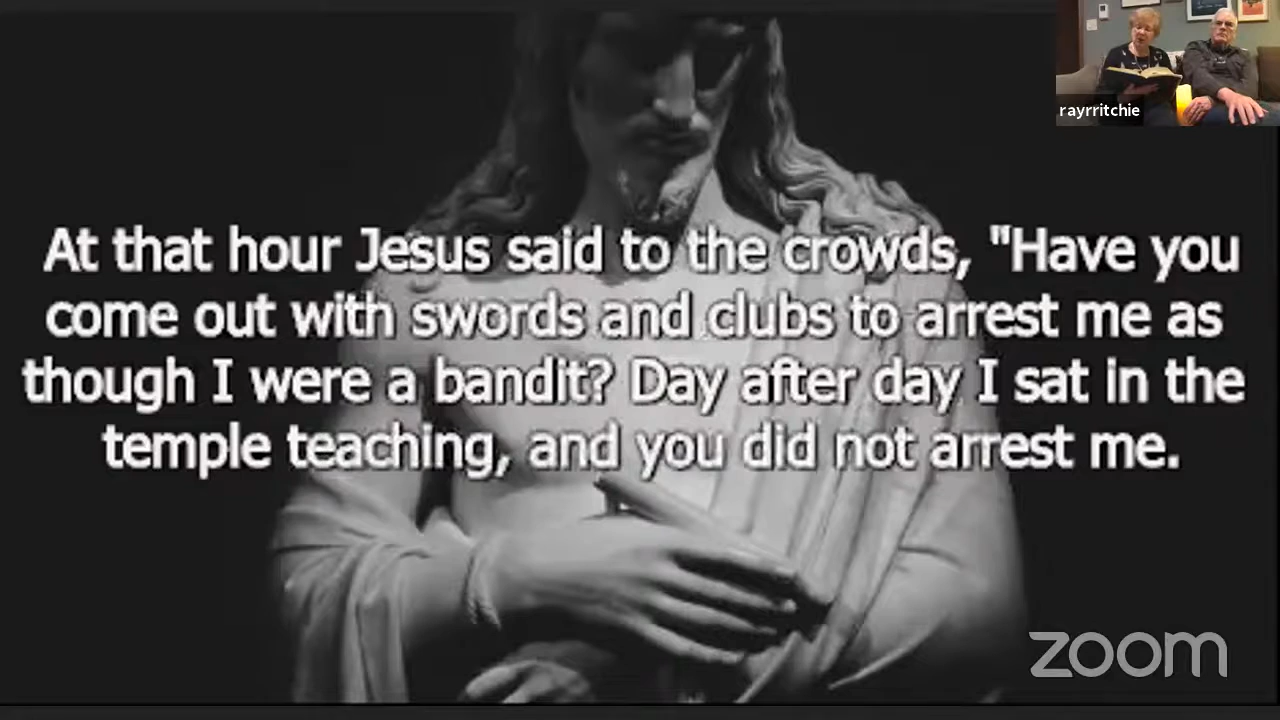 rayrritchie
At that hour Jesus said to the crowds, "Have you
come out with swords and clubs to arrest me as
though I were a bandit? Day after day I sat in the
temple teaching, and you did not arrest me.
zoom